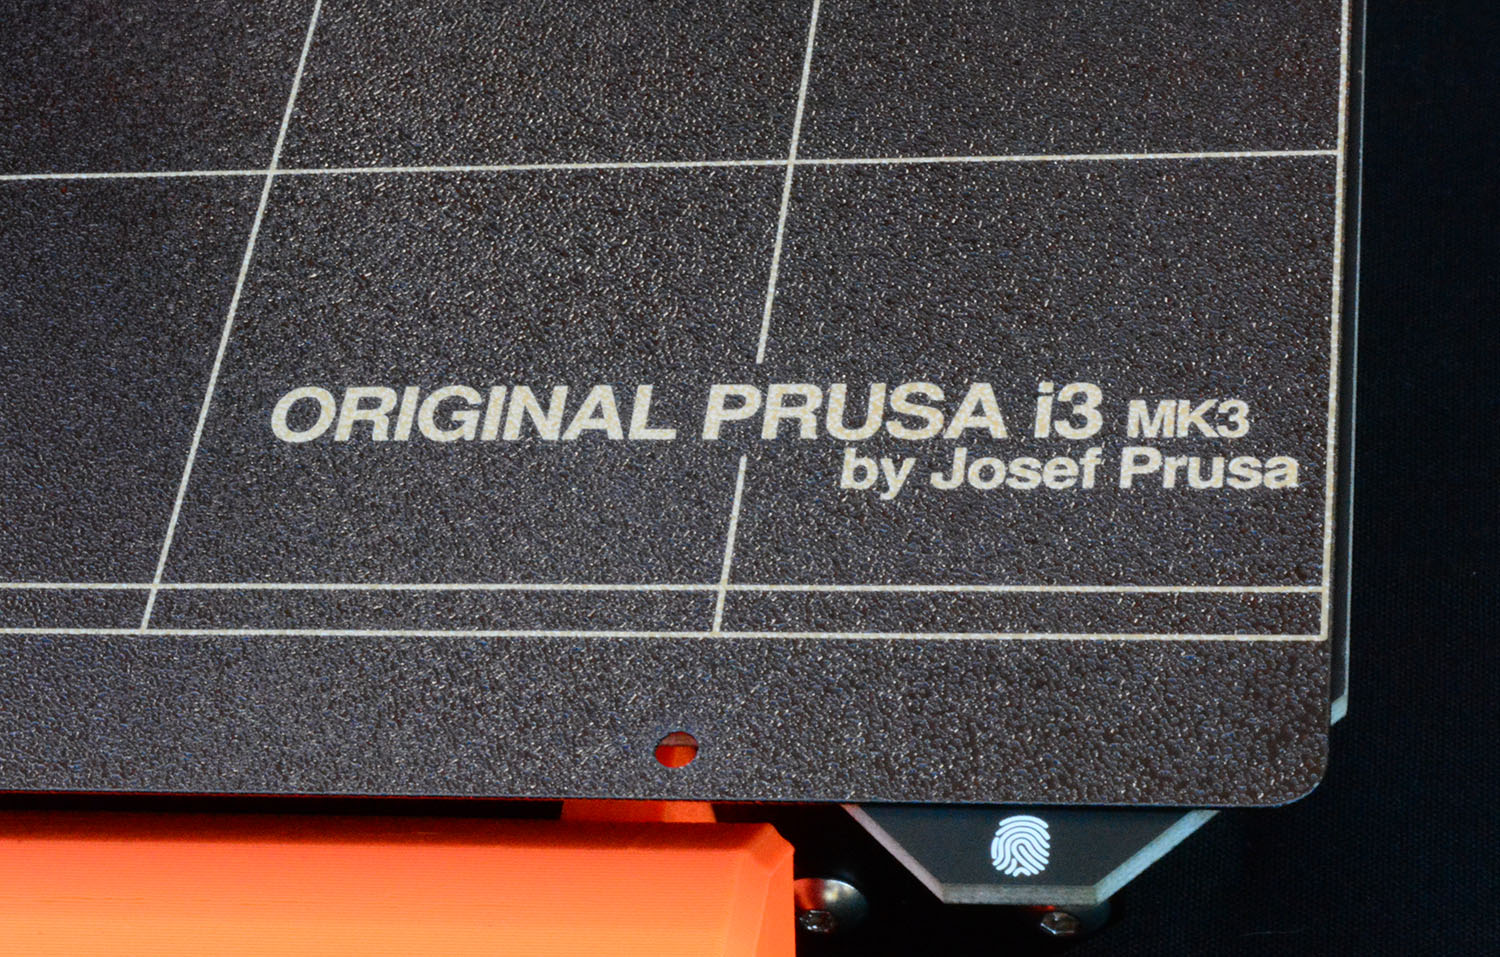 ORIGINAL PRUSA i3 MK3
by Josef Prusa